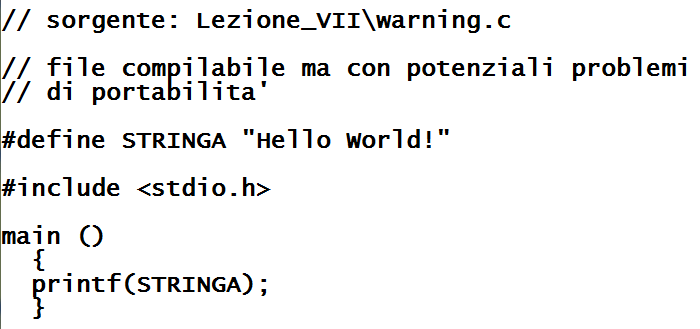 // sorgente: Lezione_VII\warning.c
// file compilabile ma con potenziali problemi
// di portabilita'
#define STRINGA "Hello World!"
#include <stdio.h>
main ()
{
printf(STRINGA);
}